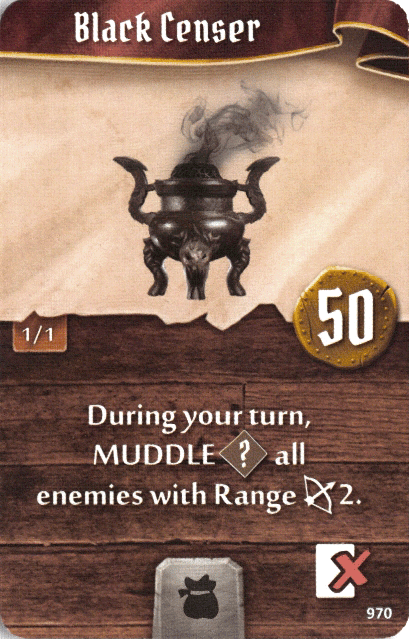 Black Censer
50
1/1
During your turn,
MUDDLE ? all
enemies with Range 2.
970